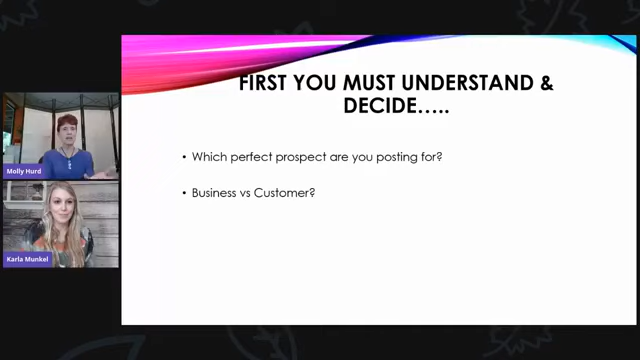 FIRST YOU MUST UNDERSTAND &
DECIDE.....
• Which perfect prospect are you posting for?
• Business vs Customer?
Molly Hurd
Karla Munkel